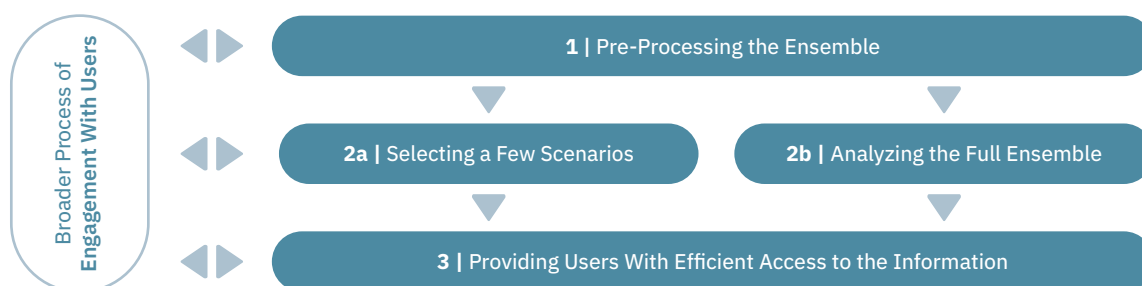 Broader Process of
Engagement With Users
1 | Pre-Processing the Ensemble
2a | Selecting a Few Scenarios
2b | Analyzing the Full Ensemble
3 | Providing Users With Efficient Access to the Information